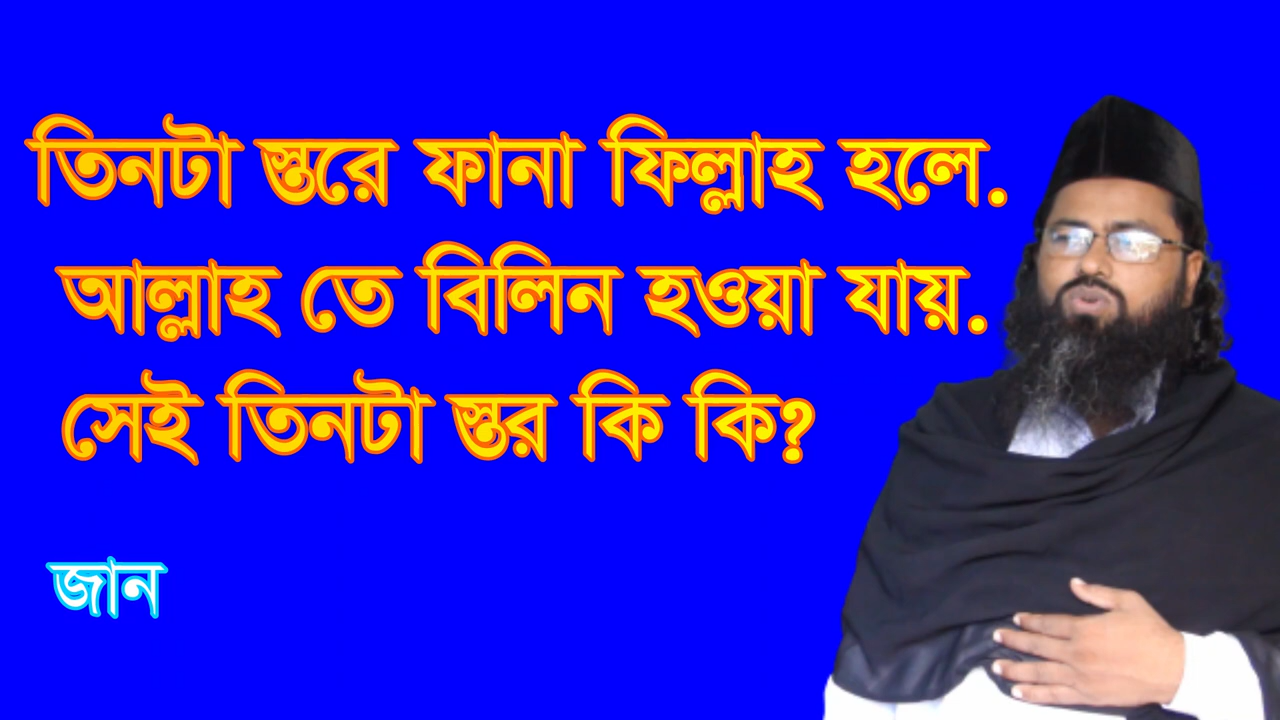 তিনটা স্তরে ফানা ফিল্লাহ হলে.
আল্লাহ তে বিলিন হওয়া যায়.
সেই তিনটা স্তর কি কি?
জান